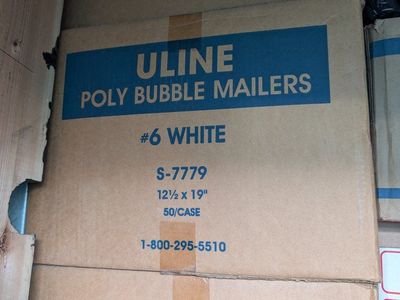 ULINE
POLY BUBBLE MAILERS
#6 WHITE
S-7779
12½ x 19"
50/CASE
1-800-295-5510